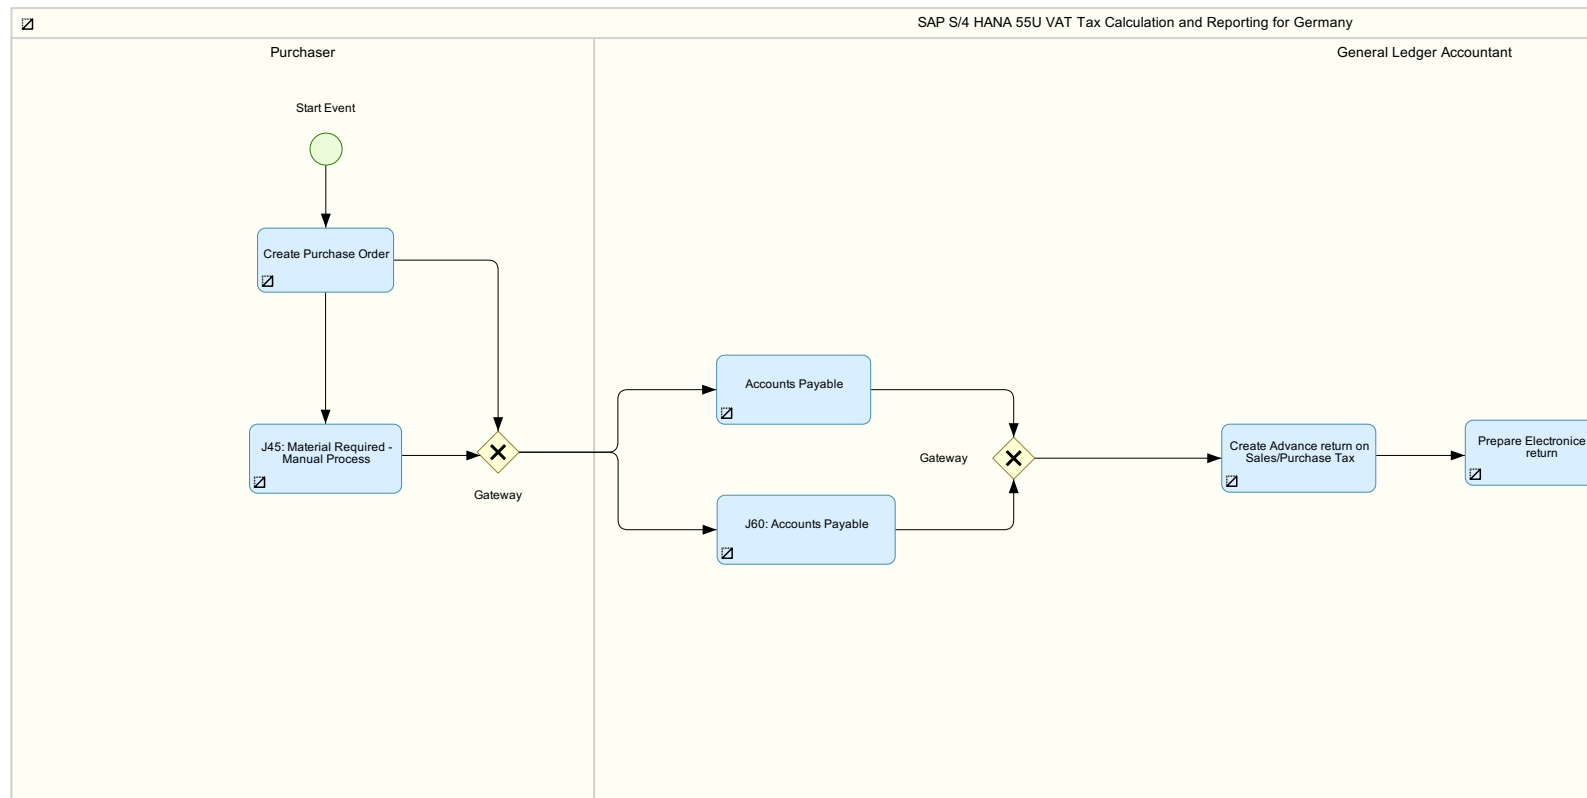 SAP S/4 HANA 55U VAT Tax Calculation and Reporting for Germany
Purchaser
General Ledger Accountant
Start Event
Create Purchase Order
J45: Material Required -
Manual Process
Gateway
Accounts Payable
J60: Accounts Payable
Gateway
Create Advance return on
Sales/Purchase Tax
Prepare Electronice
return